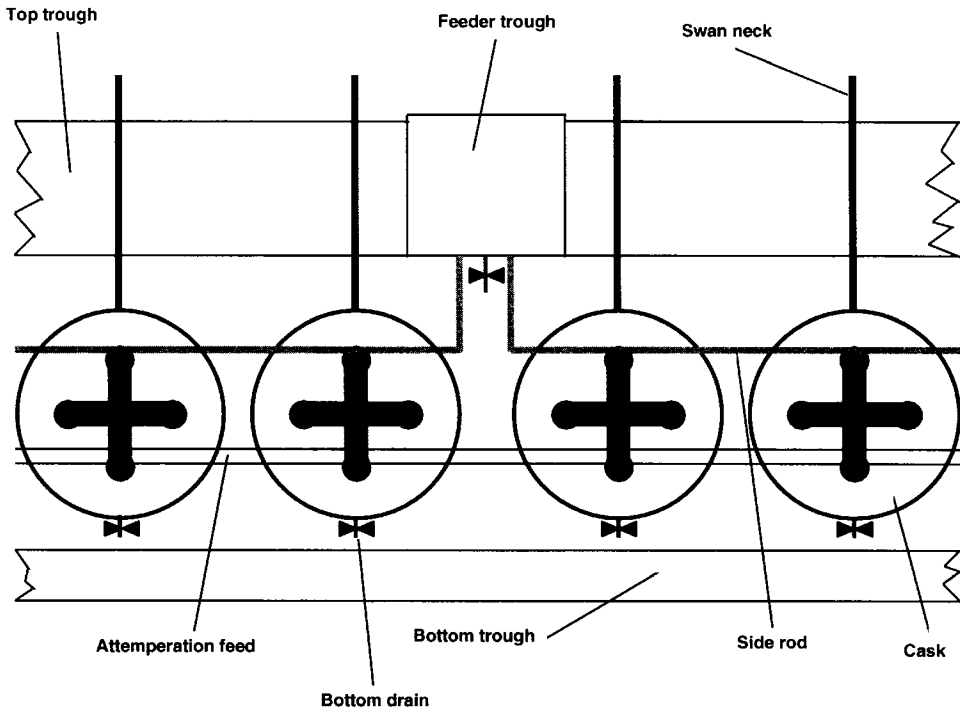 Top trough
Feeder trough
Swan neck
Attemperation feed
Bottom trough
Side rod
Cask
Bottom drain